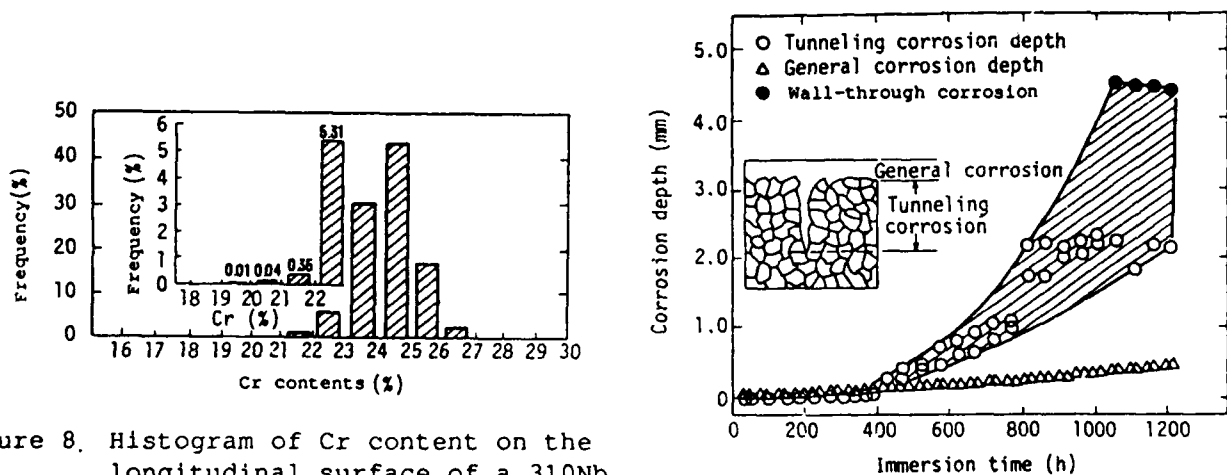 50
40
30
20
10
0
Frequency(%)
6
5
4
3
2
1
0
Frequency (%)
5.31
0.01 0.04 0.35
18 19 20 21 22
Cr (%)
16 17 18 19 20 21 22 23 24 25 26 27 28 29 30
Cr contents (%)
ure 8. Histogram of Cr content on the
longitudinal surface of a 310Nb
5.0
4.0
3.0
2.0
1.0
0
Corrosion depth (mm)
○ Tunneling corrosion depth
△ General corrosion depth
● Wall-through corrosion
General corrosion
Tunneling
corrosion
0 200 400 600 800 1000 1200
Immersion time (h)